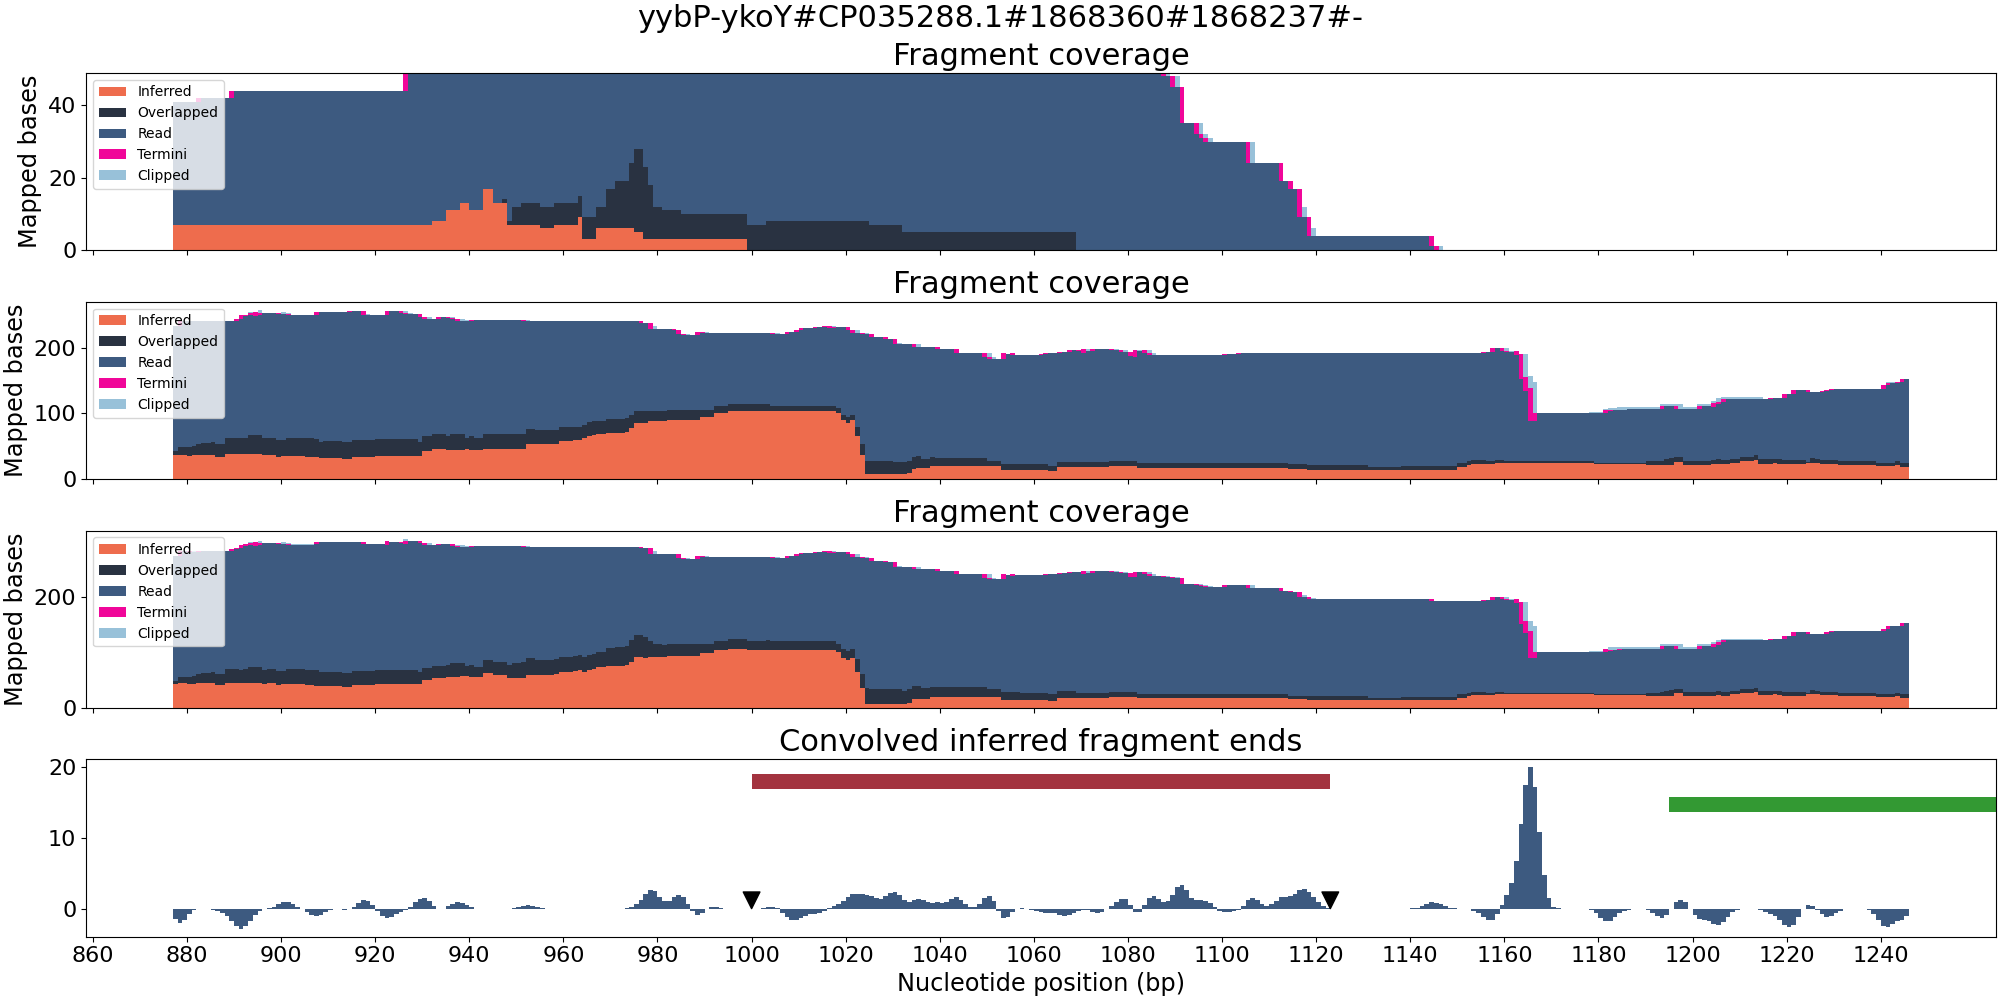 yybP-ykoY#CP035288.1#1868360#1868237#-
Fragment coverage
Mapped bases
40
20
0
Inferred
Overlapped
Read
Termini
Clipped
Fragment coverage
Mapped bases
200
100
0
Inferred
Overlapped
Read
Termini
Clipped
Fragment coverage
Mapped bases
200
0
Inferred
Overlapped
Read
Termini
Clipped
Convolved inferred fragment ends
20
10
0
860 880 900 920 940 960 980 1000 1020 1040 1060 1080 1100 1120 1140 1160 1180 1200 1220 1240
Nucleotide position (bp)